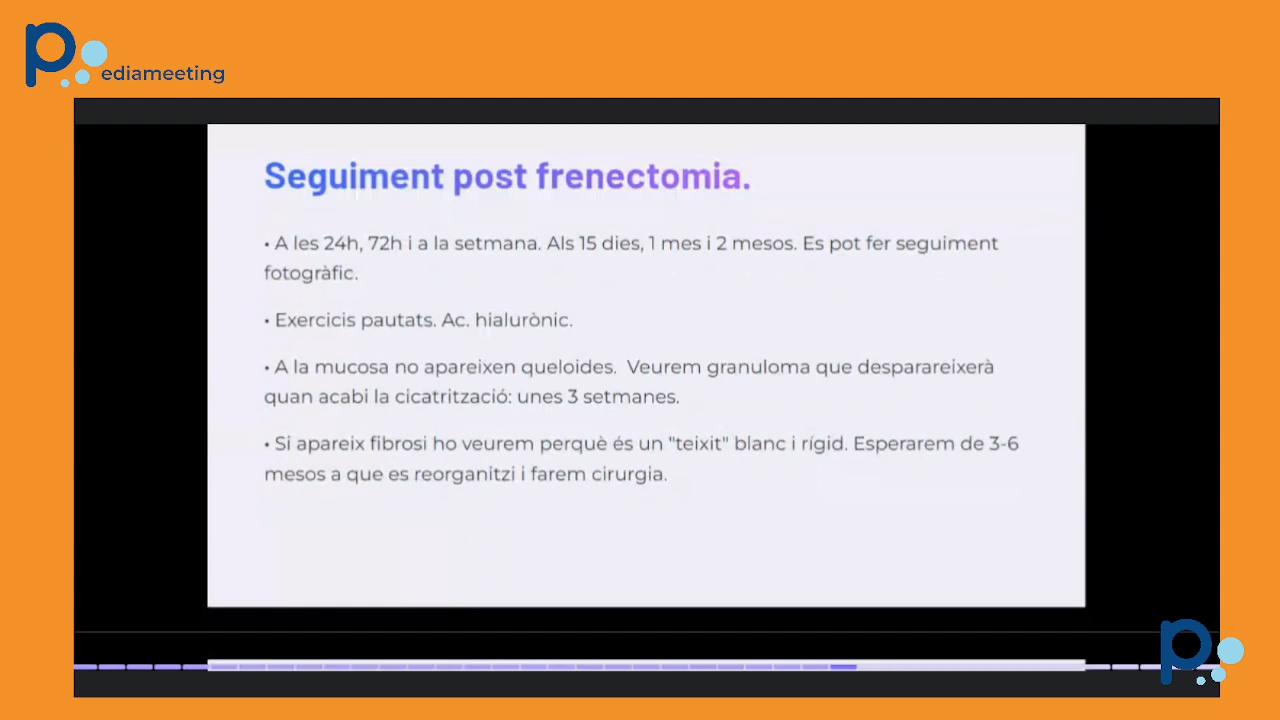 pediameeting
Seguiment post frenectomia.
• A les 24h, 72h i a la setmana. Als 15 dies, 1 mes i 2 mesos. Es pot fer seguiment
fotogràfic.
• Exercicis pautats. Ac. hialurònic.
• A la mucosa no apareixen queloides.  Veurem granuloma que desparareixerà
quan acabi la cicatrització: unes 3 setmanes.
• Si apareix fibrosi ho veurem perquè és un "teixit" blanc i rígid. Esperarem de 3-6
mesos a que es reorganitzi i farem cirurgia.
p